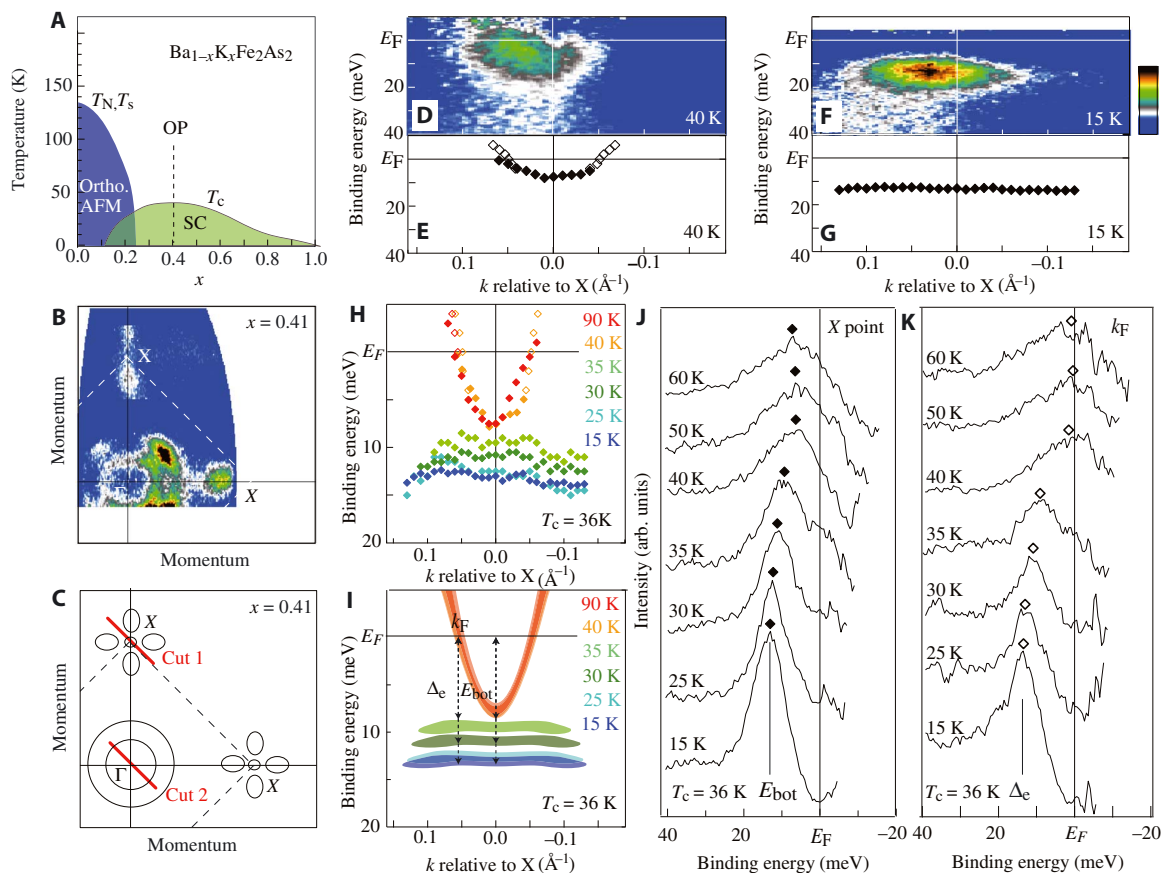 A
Ba1–xKxFe2As2
Temperature (K)
200
150
100
50
0
TN,Ts
OP
Ortho.
AFM
Tc
SC
0.0 0.2 0.4 0.6 0.8 1.0
x
Binding energy (meV)
EF
20
40
D
40 K
EF
20
40
E
40 K
0.1 0.0 –0.1
k relative to X (Å–1)
Binding energy (meV)
EF
20
40
F
15 K
EF
20
40
G
15 K
0.1 0.0 –0.1
k relative to X (Å–1)
B
x = 0.41
X
X
Momentum
Momentum
C
x = 0.41
X
Cut 1
Γ
X
Cut 2
Momentum
Momentum
H
90 K
40 K
35 K
30 K
25 K
15 K
EF
10
20
Binding energy (meV)
Tc = 36K
0.1 0.0 –0.1
k relative to X (Å–1)
I
90 K
40 K
35 K
30 K
25 K
15 K
EF
kF
Δe
Ebot
10
20
Binding energy (meV)
Tc = 36 K
0.1 0.0 –0.1
k relative to X (Å–1)
J
X point
60 K
50 K
40 K
35 K
30 K
25 K
15 K
Intensity (arb. units)
Tc = 36 K
Ebot
40 20 EF –20
Binding energy (meV)
K
kF
60 K
50 K
40 K
35 K
30 K
25 K
15 K
Tc = 36 K
Δe
40 20 EF –20
Binding energy (meV)